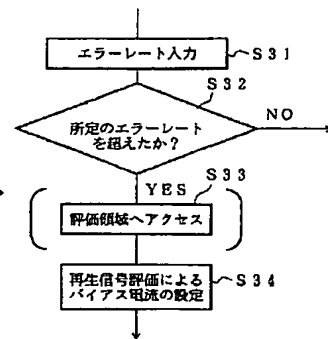 エラーレート入力
S31
S32
所定のエラーレート
を超えたか?
NO
YES
S33
評価領域へアクセス
再生信号評価による
バイアス電流の設定
S34